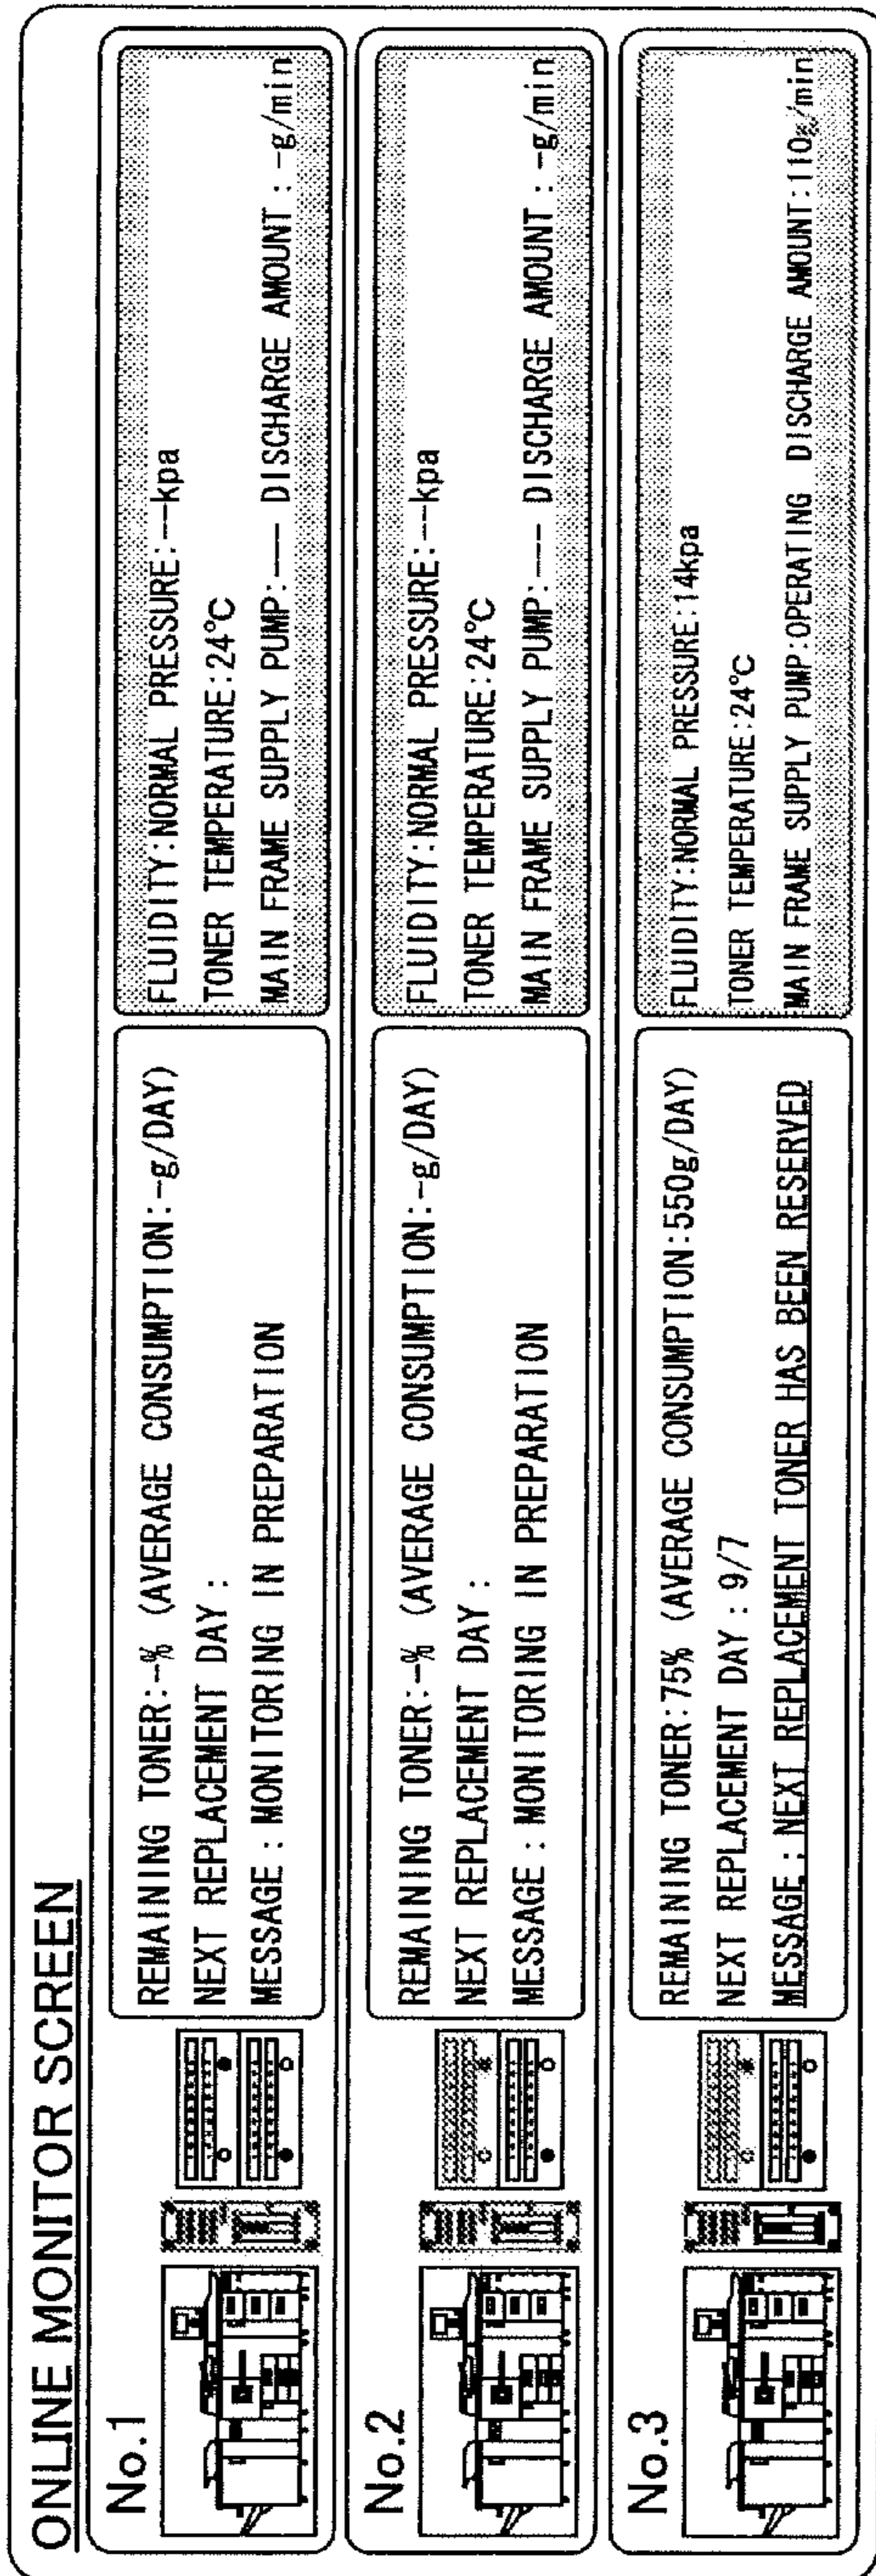 ONLINE MONITOR SCREEN
No.1
REMAINING TONER:-% (AVERAGE CONSUMPTION:-g/DAY)
NEXT REPLACEMENT DAY:
MESSAGE: MONITORING IN PREPARATION
FLUIDITY:NORMAL PRESSURE:--kpa
TONER TEMPERATURE:24°C
MAIN FRAME SUPPLY PUMP:--- DISCHARGE AMOUNT:-g/min
No.2
REMAINING TONER:-% (AVERAGE CONSUMPTION:-g/DAY)
NEXT REPLACEMENT DAY:
MESSAGE: MONITORING IN PREPARATION
FLUIDITY:NORMAL PRESSURE:--kpa
TONER TEMPERATURE:24°C
MAIN FRAME SUPPLY PUMP:--- DISCHARGE AMOUNT:-g/min
No.3
REMAINING TONER:75% (AVERAGE CONSUMPTION:550g/DAY)
NEXT REPLACEMENT DAY:9/7
MESSAGE: NEXT REPLACEMENT TONER HAS BEEN RESERVED
FLUIDITY:NORMAL PRESSURE:14kpa
TONER TEMPERATURE:24°C
MAIN FRAME SUPPLY PUMP:OPERATING DISCHARGE AMOUNT:110g/min